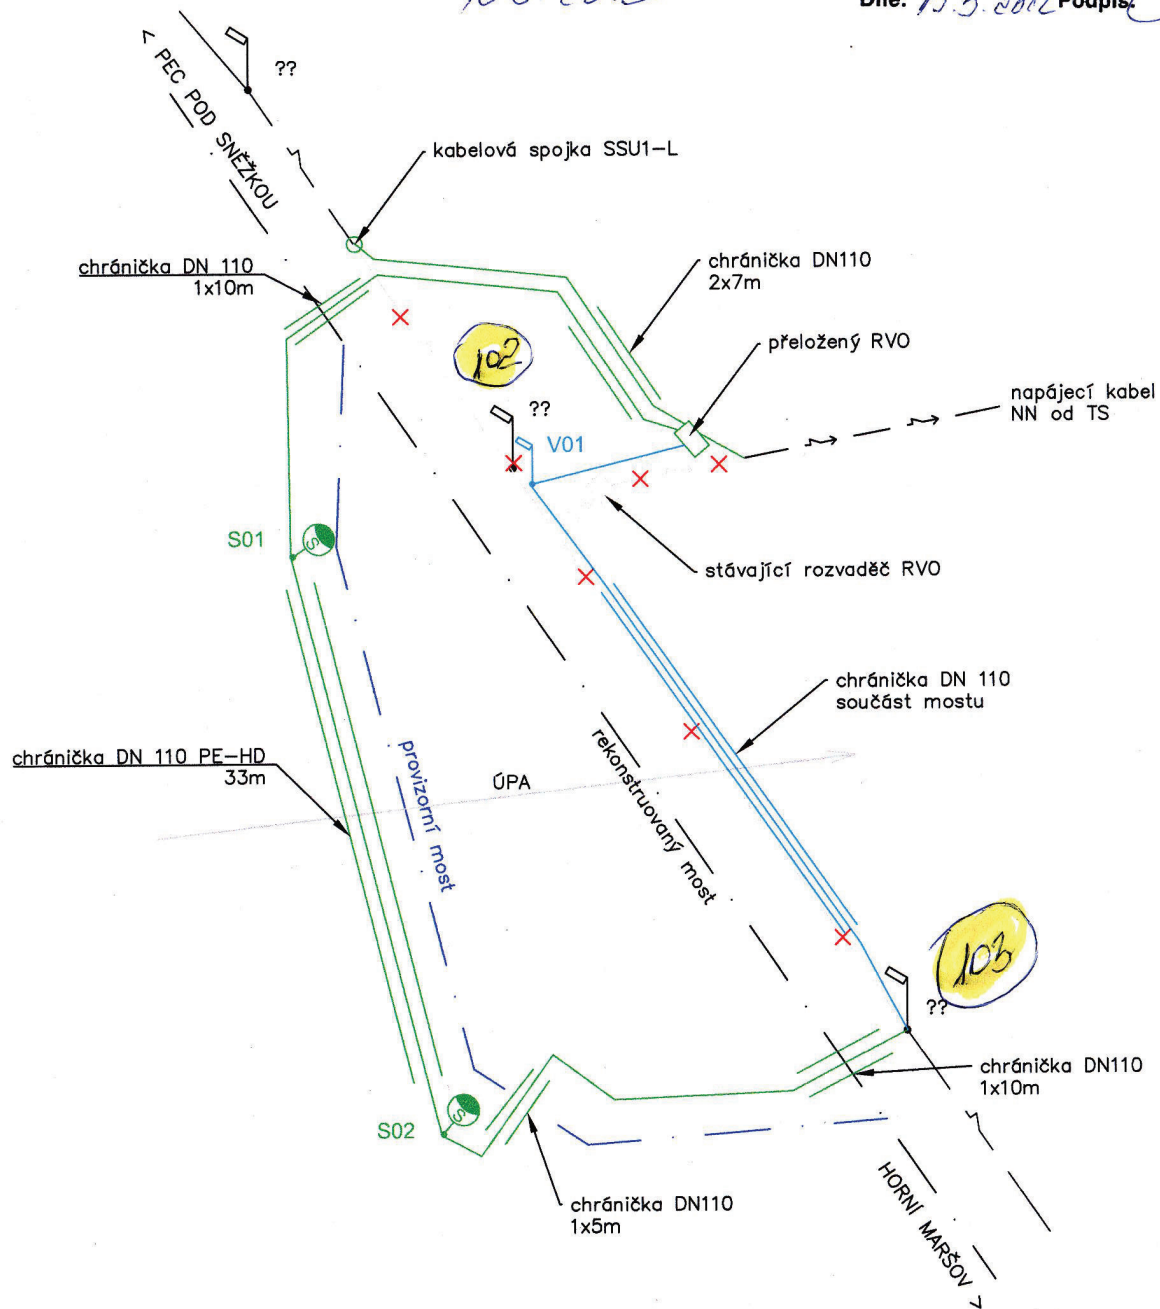 Dne: Podpis:
< PEC POD SNĚŽKOU
??
kabelová spojka SSU1-L
chránička DN 110
1x10m
chránička DN110
2x7m
102
přeložený RVO
??
V01
napájecí kabel
NN od TS
S01
S
stávající rozvaděč RVO
chránička DN 110
součást mostu
chránička DN 110 PE-HD
33m
provizorní most
ÚPA
rekonstruovaný most
103
??
chránička DN110
1x10m
S02
S
chránička DN110
1x5m
HORNÍ MARŠOV >